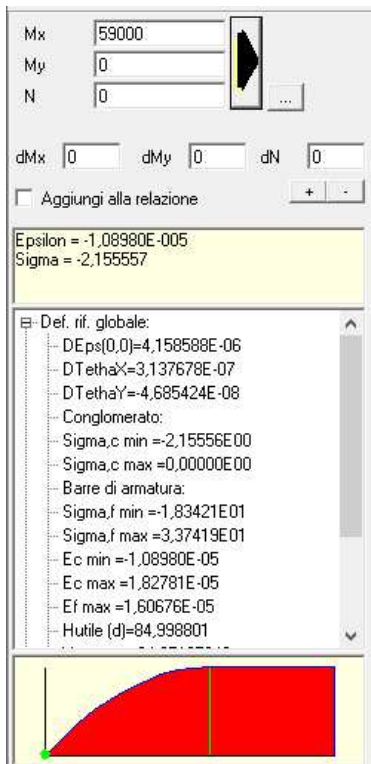 Mx 59000
My 0
N 0
...
dMx 0 dMy 0 dN 0
Aggiungi alla relazione + -
Epsilon = -1,08980E-005
Sigma = -2,155557
Def. rif. globale:
DEps(0,0)=4,158588E-06
DTethaX=3,137678E-07
DTethaY=-4,685424E-08
Conglomerato:
Sigma,c min =-2,15556E00
Sigma,c max =0,00000E00
Barre di armatura:
Sigma,f min =-1,83421E01
Sigma,f max =3,37419E01
Ec min =-1,08980E-05
Ec max =1,82781E-05
Ef max =1,60676E-05
Hutile (d)=84,998801